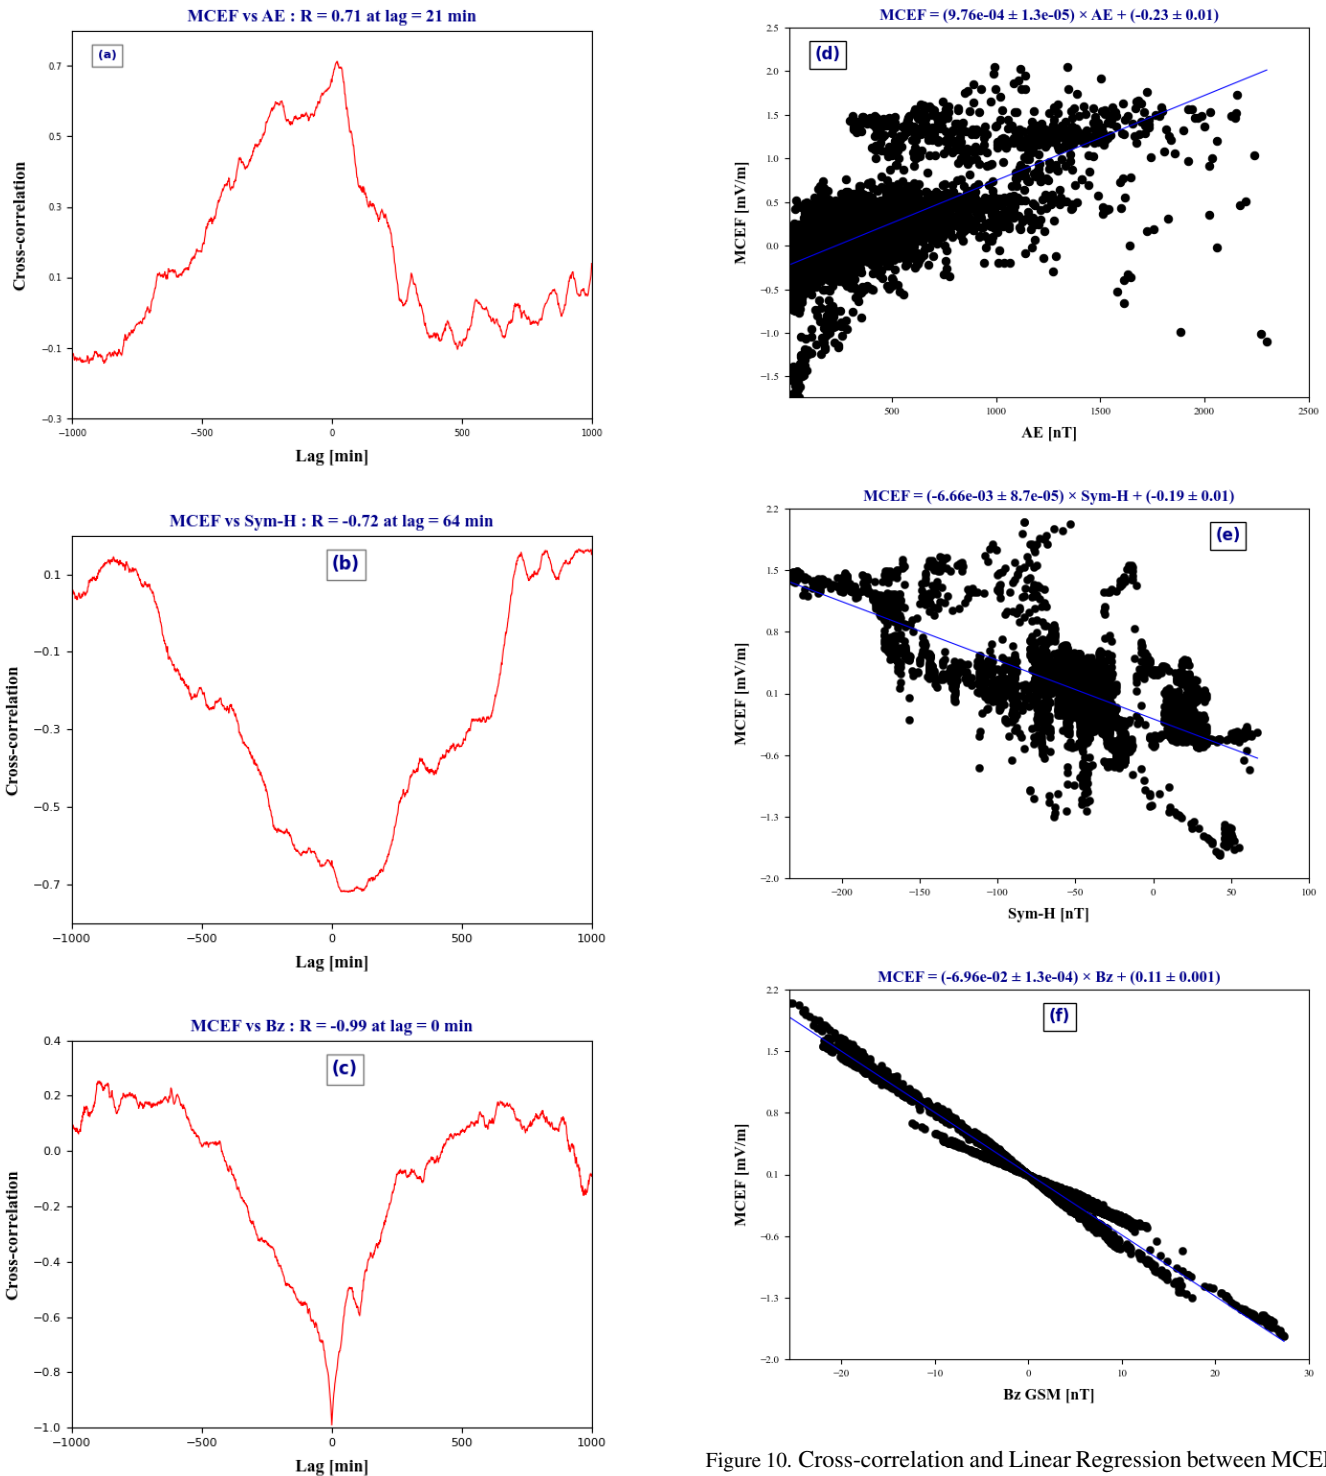 MCEF vs AE : R = 0.71 at lag = 21 min
(a)
Cross-correlation
0.7
0.5
0.3
0.1
−0.1
−0.3
−1000 −500 0 500 1000
Lag [min]
MCEF = (9.76e-04 ± 1.3e-05) × AE + (-0.23 ± 0.01)
(d)
MCEF [mV/m]
2.5
2.0
1.5
1.0
0.5
0.0
−0.5
−1.0
−1.5
500 1000 1500 2000 2500
AE [nT]
MCEF vs Sym-H : R = -0.72 at lag = 64 min
(b)
Cross-correlation
0.1
−0.1
−0.3
−0.5
−0.7
−1000 −500 0 500 1000
Lag [min]
MCEF = (-6.66e-03 ± 8.7e-05) × Sym-H + (-0.19 ± 0.01)
(e)
MCEF [mV/m]
2.2
1.5
0.8
0.1
−0.6
−1.3
−2.0
−200 −150 −100 −50 0 50 100
Sym-H [nT]
MCEF vs Bz : R = -0.99 at lag = 0 min
(c)
Cross-correlation
0.4
0.2
0.0
−0.2
−0.4
−0.6
−0.8
−1.0
−1000 −500 0 500 1000
Lag [min]
MCEF = (-6.96e-02 ± 1.3e-04) × Bz + (0.11 ± 0.001)
(f)
MCEF [mV/m]
2.2
1.5
0.8
0.1
−0.6
−1.3
−2.0
−20 −10 0 10 20 30
Bz GSM [nT]
Figure 10. Cross-correlation and Linear Regression between MCE